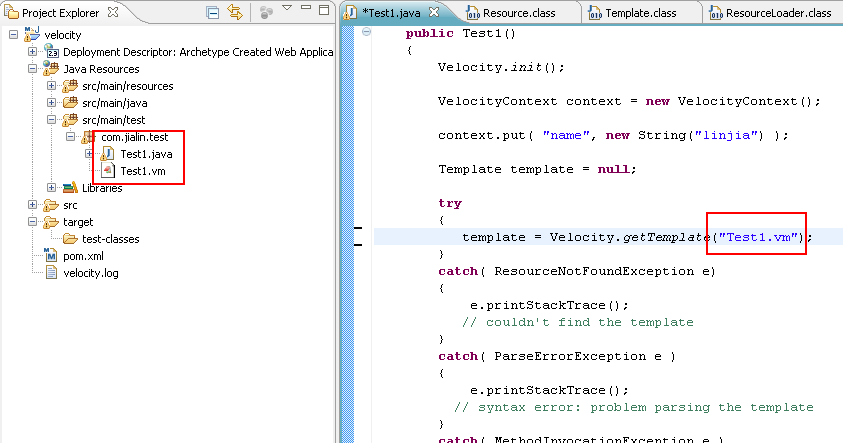 Project Explorer
velocity
Deployment Descriptor: Archetype Created Web Applica
Java Resources
src/main/resources
src/main/java
src/main/test
com.jialin.test
Test1.java
Test1.vm
Libraries
src
target
test-classes
pom.xml
velocity.log
*Test1.java
Resource.class
Template.class
ResourceLoader.class
public Test1()
{
Velocity.init();
VelocityContext context = new VelocityContext();
context.put( "name", new String("linjia") );
Template template = null;
try
{
template = Velocity.getTemplate("Test1.vm");
}
catch( ResourceNotFoundException e)
{
e.printStackTrace();
// couldn't find the template
}
catch( ParseErrorException e )
{
e.printStackTrace();
// syntax error: problem parsing the template
}
catch( MethodInvocationException e )